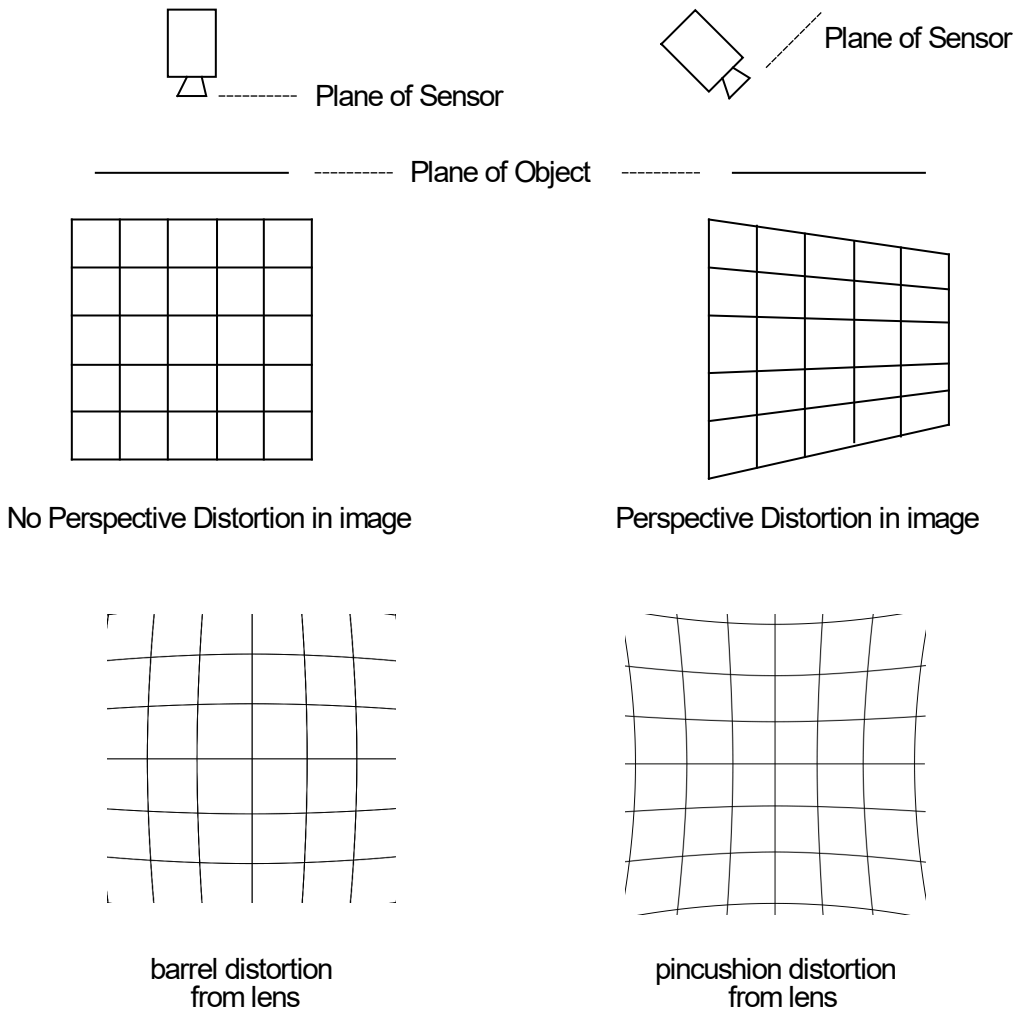 Plane of Sensor
Plane of Sensor
Plane of Object
No Perspective Distortion in image
Perspective Distortion in image
barrel distortion
from lens
pincushion distortion
from lens